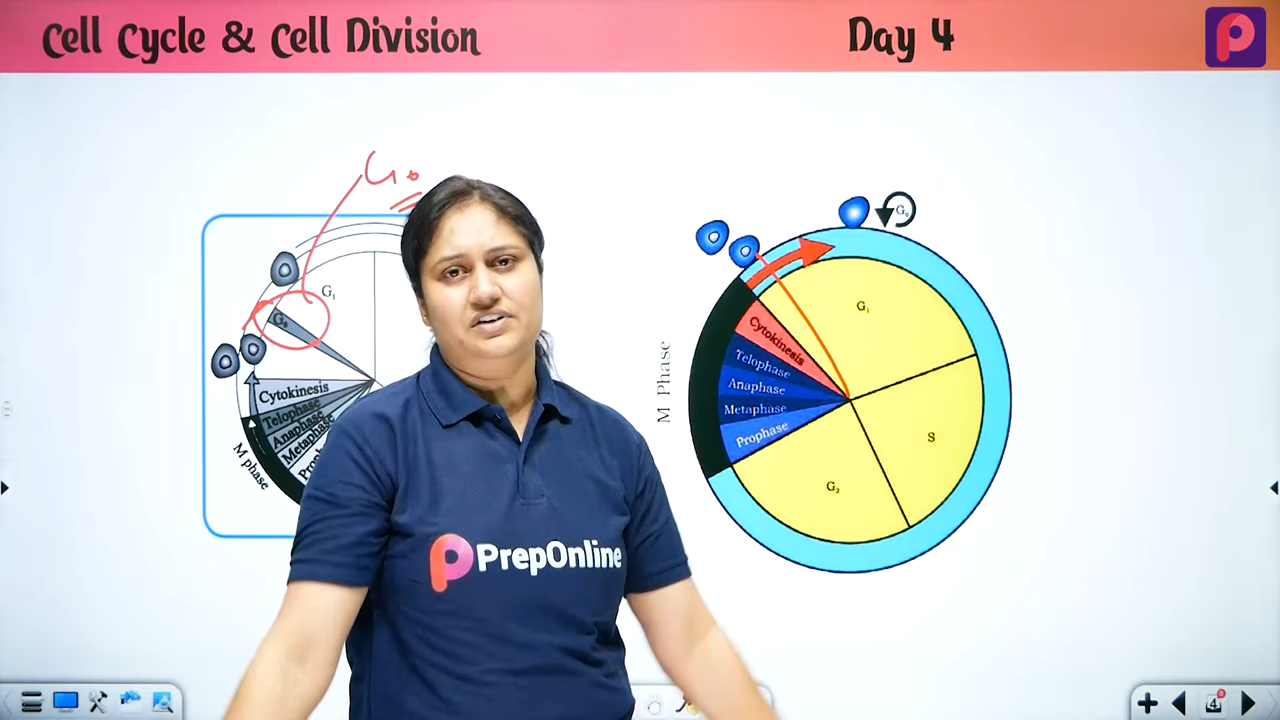 Cell Cycle & Cell Division
Day 4
G₀
G₁
G₀
Cytokinesis
Telophase
Anaphase
Metaphase
M phase
G₀
G₁
S
G₂
Cytokinesis
Telophase
Anaphase
Metaphase
Prophase
M Phase
PrepOnline
4